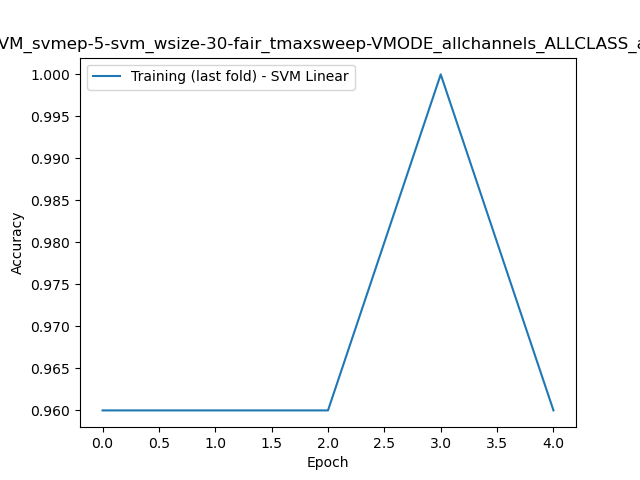 VM_svmep-5-svm_wsize-30-fair_tmaxsweep-VMODE_allchannels_ALLCLASS_a
Training (last fold) - SVM Linear
1.000
0.995
0.990
0.985
0.980
0.975
0.970
0.965
0.960
Accuracy
0.0 0.5 1.0 1.5 2.0 2.5 3.0 3.5 4.0
Epoch